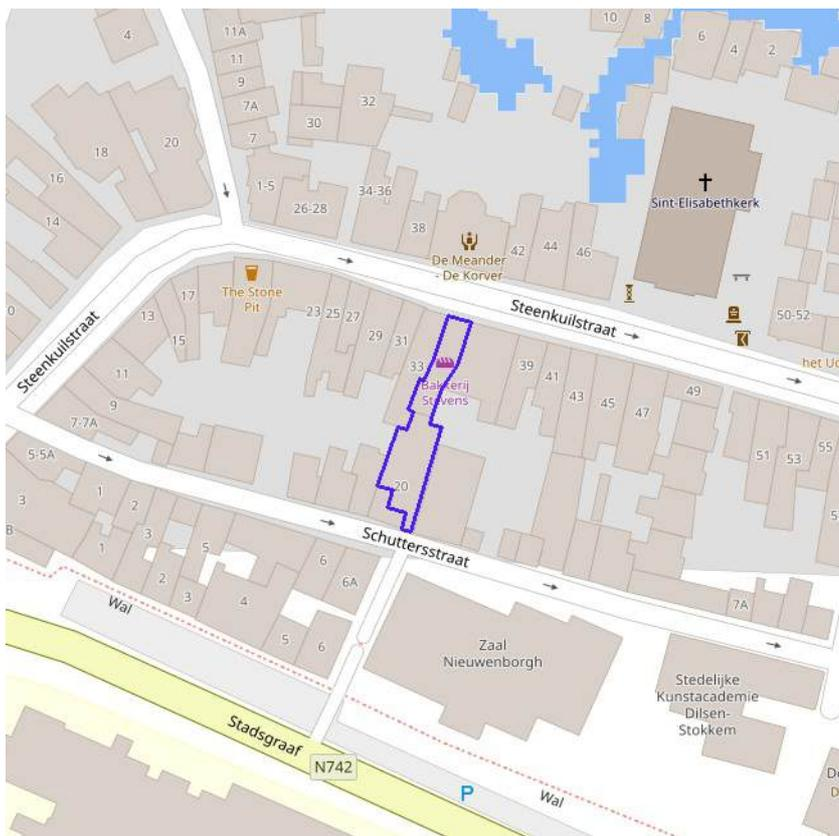 4
11A
11
9
7A
7
10
8
6
4
2
32
30
20
18
16
14
1-5
26-28
34-36
38
De Meander
- De Korver
42
44
46
Sint-Elisabethkerk
50-52
Steenkuilstraat
het Uc
The Stone
Pit
17
13
15
23
25
27
29
31
33
Bakkerij
Stevens
39
41
43
45
47
49
51
53
55
Steenkuilstraat
11
9
7-7A
5-5A
3
1
2
3
5
20
Schuttersstraat
6
6A
1
2
3
4
5
6
7A
Wal
Zaal
Nieuwenborgh
Stedelijke
Kunstacademie
Dilsen-
Stokkem
Stadsgraaf
N742
P
Wal